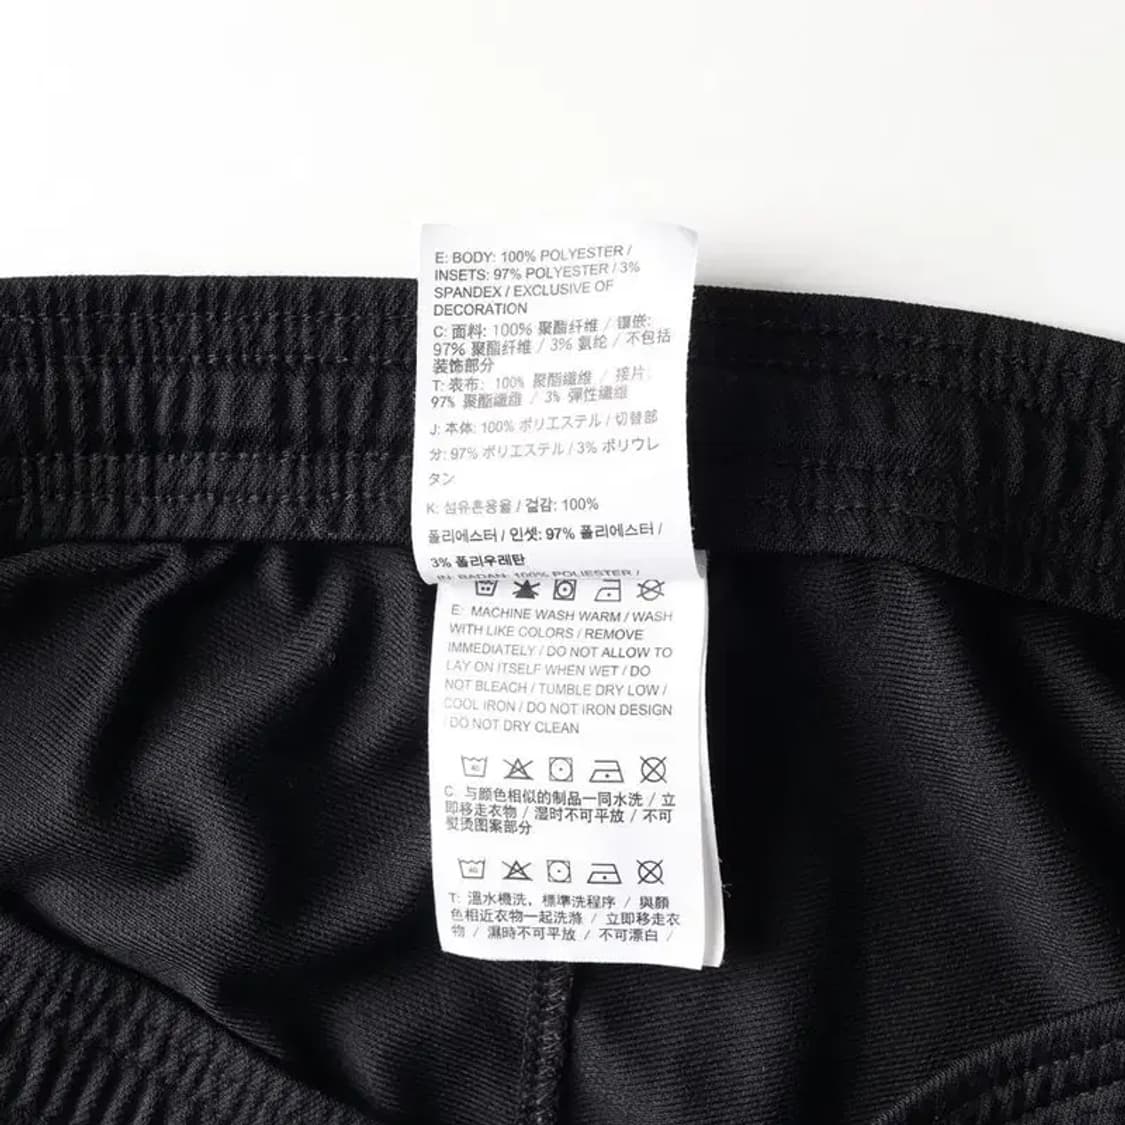 E: BODY: 100% POLYESTER /
INSETS: 97% POLYESTER / 3%
SPANDEX / EXCLUSIVE OF
DECORATION
C: 面料: 100% 聚酯纤维 / 镶嵌:
97% 聚酯纤维 / 3% 氨纶 / 不包括
装饰部分
T: 表布: 100% 聚酯纖維 / 接片:
97% 聚酯纖維 / 3% 彈性纖維
J: 本体: 100% ポリエステル / 切替部
分: 97% ポリエステル / 3% ポリウレ
タン
K: 섬유혼용율 / 겉감: 100%
폴리에스터 / 인셋: 97% 폴리에스터 /
3% 폴리우레탄
IN: BADAN: 100% POLIESTER /
E: MACHINE WASH WARM / WASH
WITH LIKE COLORS / REMOVE
IMMEDIATELY / DO NOT ALLOW TO
LAY ON ITSELF WHEN WET / DO
NOT BLEACH / TUMBLE DRY LOW /
COOL IRON / DO NOT IRON DESIGN
/ DO NOT DRY CLEAN
40
C: 与颜色相似的制品一同水洗 / 立
即移走衣物 / 湿时不可平放 / 不可
熨烫图案部分
40
T: 溫水機洗，標準洗程序 / 與顏
色相近衣物一起洗滌 / 立即移走衣
物 / 濕時不可平放 / 不可漂白 /